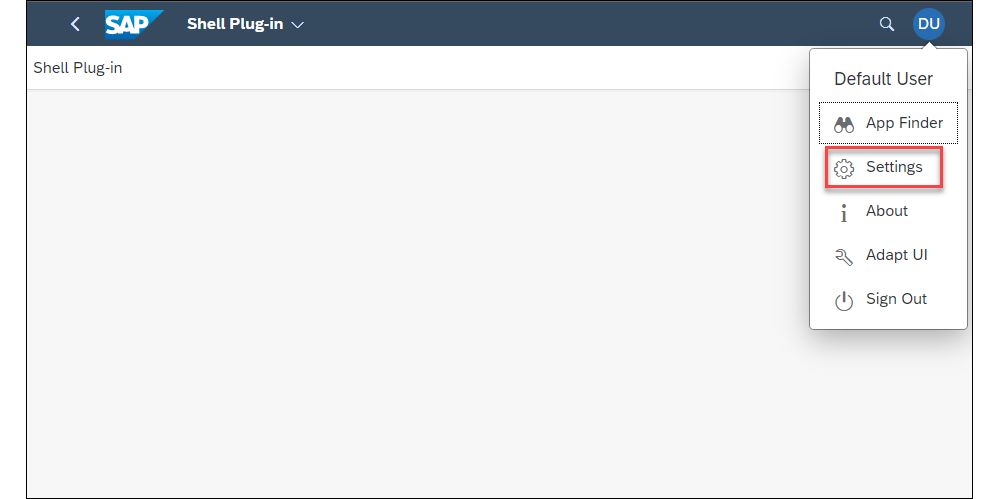 SAP Shell Plug-in DU
Shell Plug-in
Default User
App Finder
Settings
About
Adapt UI
Sign Out